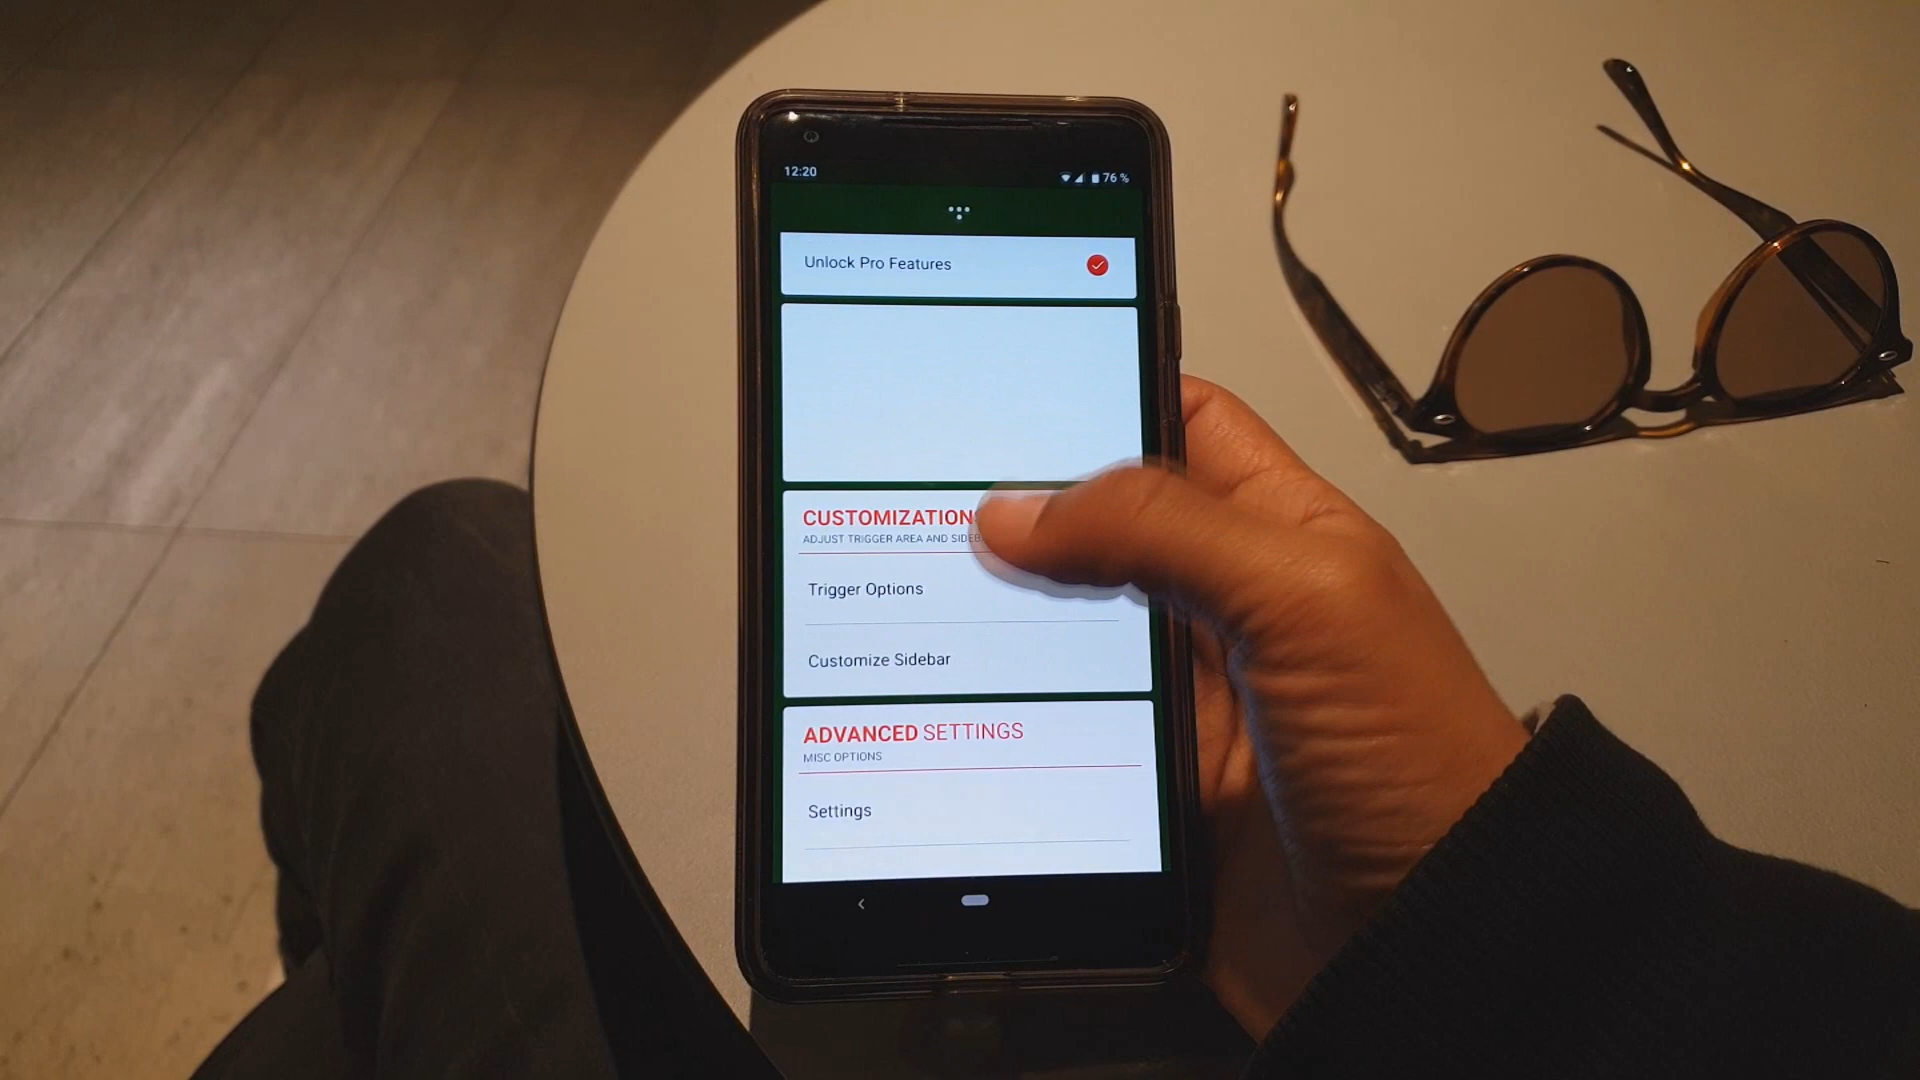 12:20
76 %
Unlock Pro Features
CUSTOMIZATION
ADJUST TRIGGER AREA AND
Trigger Options
Customize Sidebar
ADVANCED SETTINGS
MISC OPTIONS
Settings